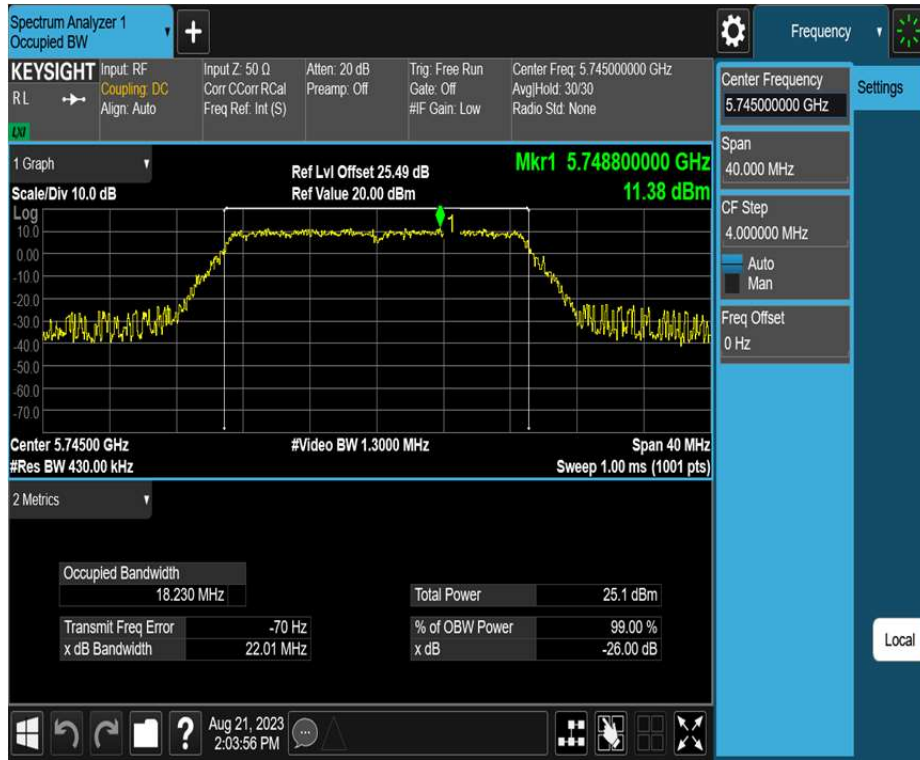 Spectrum Analyzer 1
Occupied BW
+
Frequency
KEYSIGHT
RL
LXI
Input: RF
Coupling: DC
Align: Auto
Input Z: 50 Ω
Corr CCorr RCal
Freq Ref: Int (S)
Atten: 20 dB
Preamp: Off
Trig: Free Run
Gate: Off
#IF Gain: Low
Center Freq: 5.745000000 GHz
Avg|Hold: 30/30
Radio Std: None
Center Frequency
5.745000000 GHz
Settings
Span
40.000 MHz
CF Step
4.000000 MHz
Auto
Man
Freq Offset
0 Hz
1 Graph
Scale/Div 10.0 dB
Ref Lvl Offset 25.49 dB
Ref Value 20.00 dBm
Mkr1 5.748800000 GHz
11.38 dBm
Log
10.0
0.00
-10.0
-20.0
-30.0
-40.0
-50.0
-60.0
-70.0
1
Center 5.74500 GHz
#Video BW 1.3000 MHz
Span 40 MHz
#Res BW 430.00 kHz
Sweep 1.00 ms (1001 pts)
2 Metrics
Occupied Bandwidth
18.230 MHz
Total Power 25.1 dBm
Transmit Freq Error -70 Hz
% of OBW Power 99.00 %
x dB Bandwidth 22.01 MHz
x dB -26.00 dB
Local
?
Aug 21, 2023
2:03:56 PM